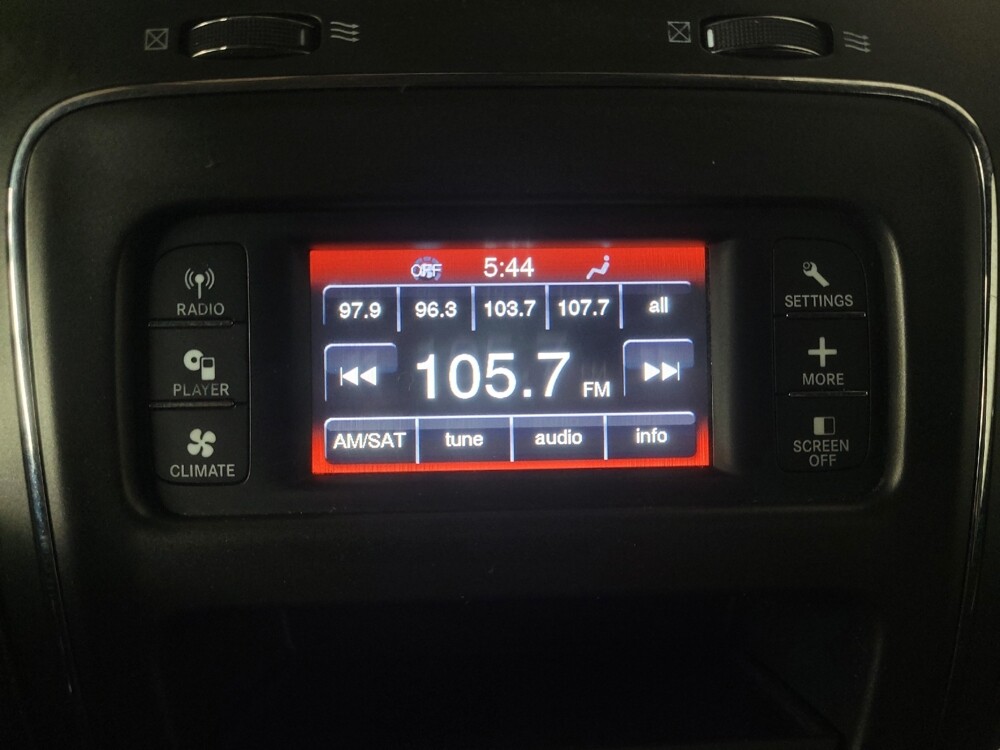 OFF 5:44
97.9 96.3 103.7 107.7 all
105.7 FM
AM/SAT tune audio info
RADIO
PLAYER
CLIMATE
SETTINGS
MORE
SCREEN
OFF